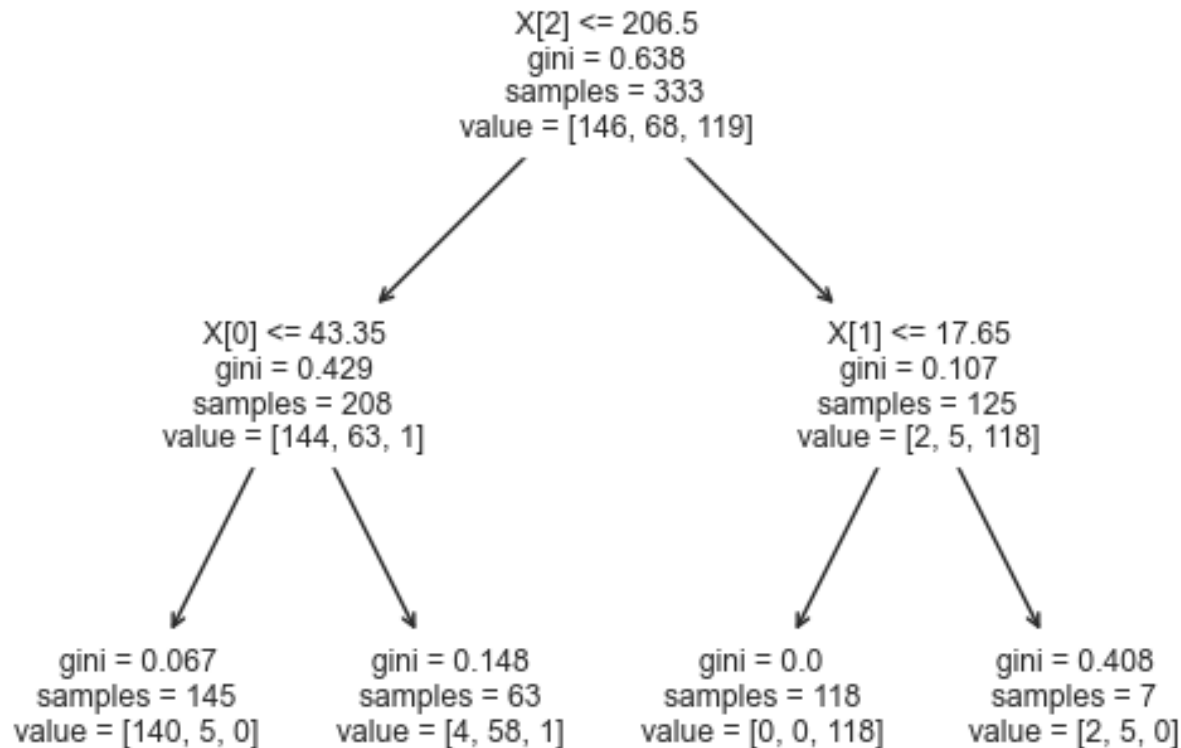 X[2] <= 206.5
gini = 0.638
samples = 333
value = [146, 68, 119]
X[0] <= 43.35
gini = 0.429
samples = 208
value = [144, 63, 1]
X[1] <= 17.65
gini = 0.107
samples = 125
value = [2, 5, 118]
gini = 0.067
samples = 145
value = [140, 5, 0]
gini = 0.148
samples = 63
value = [4, 58, 1]
gini = 0.0
samples = 118
value = [0, 0, 118]
gini = 0.408
samples = 7
value = [2, 5, 0]